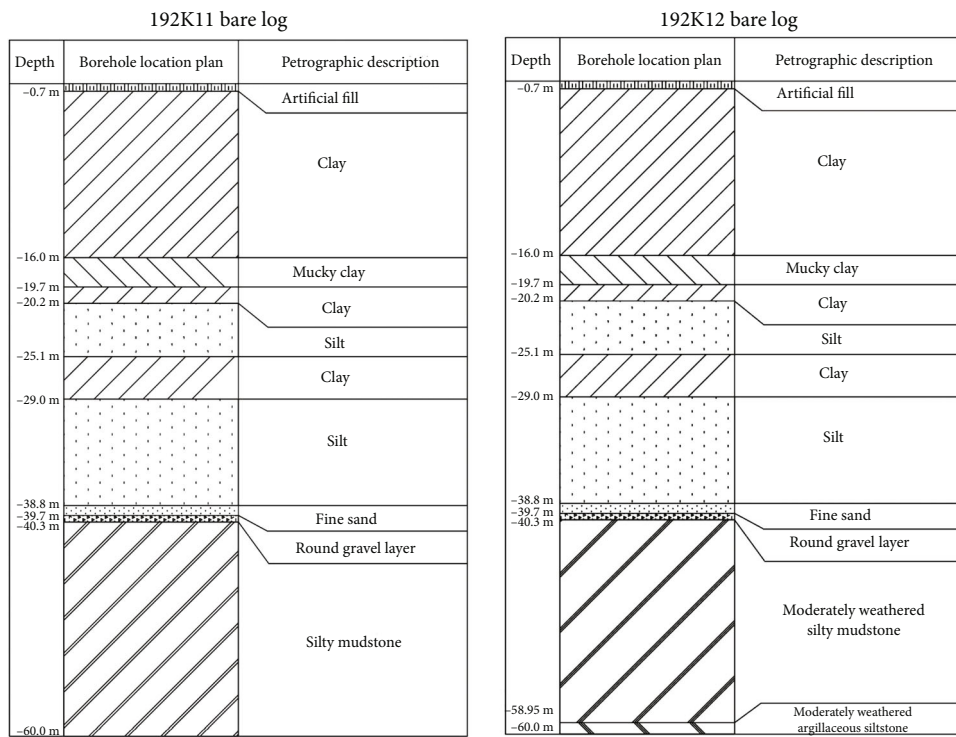 192K11 bare log
Depth Borehole location plan Petrographic description
–0.7 m
Artificial fill
Clay
–16.0 m
Mucky clay
–19.7 m
–20.2 m
Clay
Silt
–25.1 m
Clay
–29.0 m
Silt
–38.8 m
–39.7 m
Fine sand
–40.3 m
Round gravel layer
Silty mudstone
–60.0 m
192K12 bare log
Depth Borehole location plan Petrographic description
–0.7 m
Artificial fill
Clay
–16.0 m
Mucky clay
–19.7 m
–20.2 m
Clay
Silt
–25.1 m
Clay
–29.0 m
Silt
–38.8 m
–39.7 m
Fine sand
–40.3 m
Round gravel layer
Moderately weathered
silty mudstone
–58.95 m
Moderately weathered
argillaceous siltstone
–60.0 m